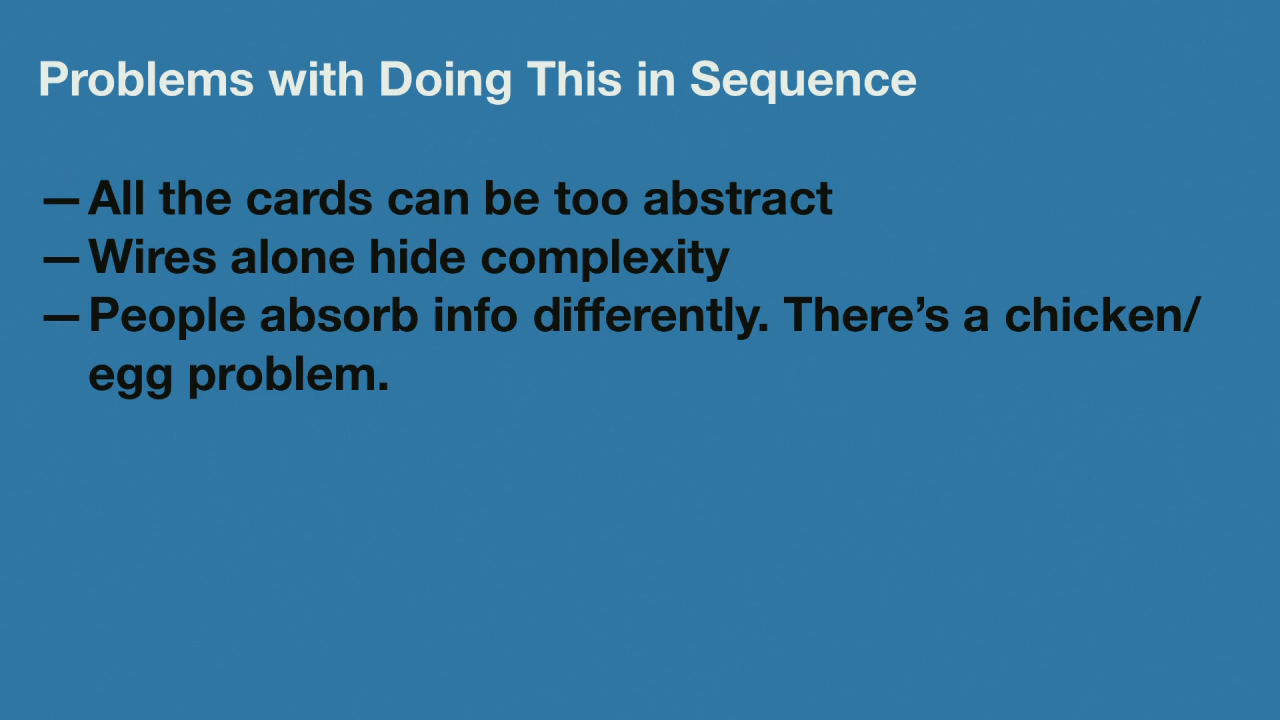 Problems with Doing This in Sequence
—All the cards can be too abstract
—Wires alone hide complexity
—People absorb info differently. There’s a chicken/
egg problem.